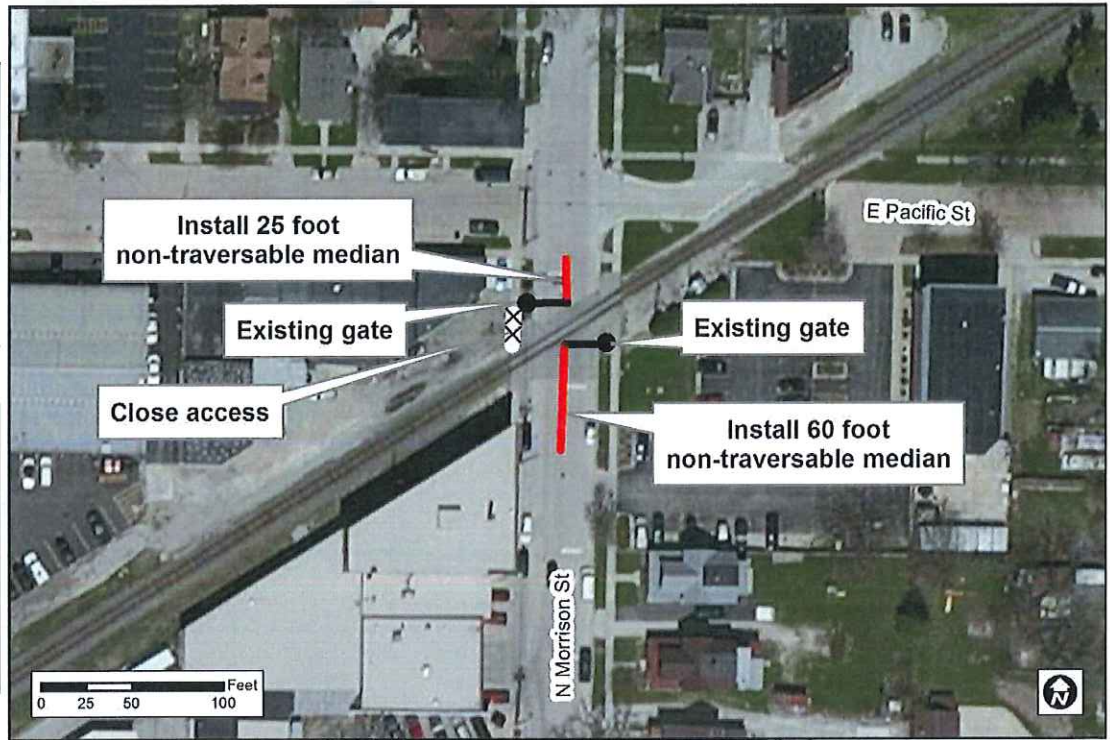 Install 25 foot
non-traversable median
E Pacific St
Existing gate
Existing gate
Close access
Install 60 foot
non-traversable median
N Morrison St
Feet
0 25 50 100
N